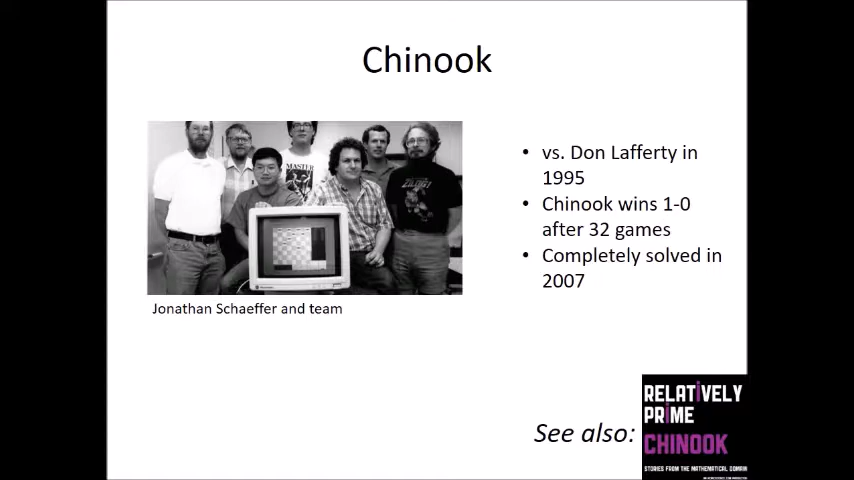 Chinook
• vs. Don Lafferty in
1995
• Chinook wins 1-0
after 32 games
• Completely solved in
2007
MASTER
Jonathan Schaeffer and team
See also:
RELATiVELY
PRiME
CHINOOK
STORIES FROM THE MATHEMATICAL DOMAIN